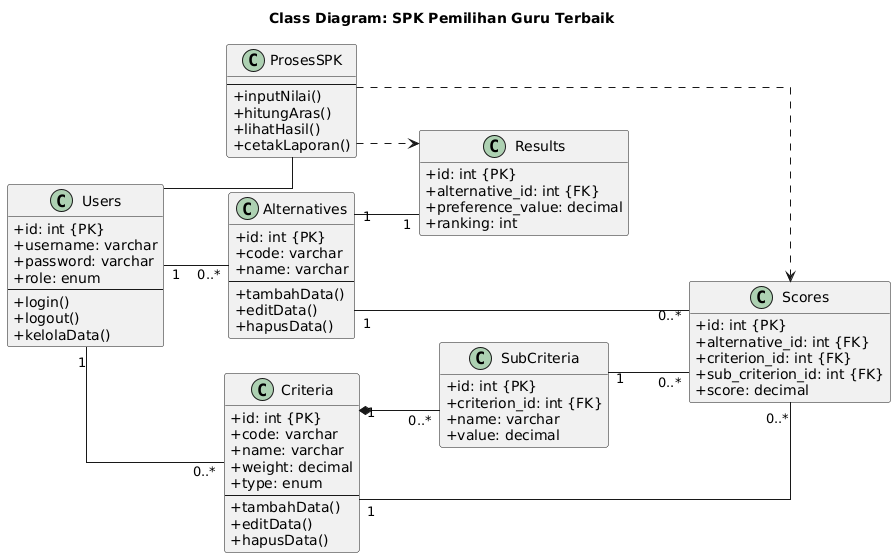 Class Diagram: SPK Pemilihan Guru Terbaik
C ProsesSPK
+inputNilai()
+hitungAras()
+lihatHasil()
+cetakLaporan()
C Results
+id: int {PK}
+alternative_id: int {FK}
+preference_value: decimal
+ranking: int
C Users
+id: int {PK}
+username: varchar
+password: varchar
+role: enum
+login()
+logout()
+kelolaData()
C Alternatives
+id: int {PK}
+code: varchar
+name: varchar
+tambahData()
+editData()
+hapusData()
1
1
1
0..*
1
0..*
C Scores
+id: int {PK}
+alternative_id: int {FK}
+criterion_id: int {FK}
+sub_criterion_id: int {FK}
+score: decimal
C SubCriteria
+id: int {PK}
+criterion_id: int {FK}
+name: varchar
+value: decimal
1
0..*
C Criteria
+id: int {PK}
+code: varchar
+name: varchar
+weight: decimal
+type: enum
+tambahData()
+editData()
+hapusData()
1
0..*
1
0..*
1
0..*